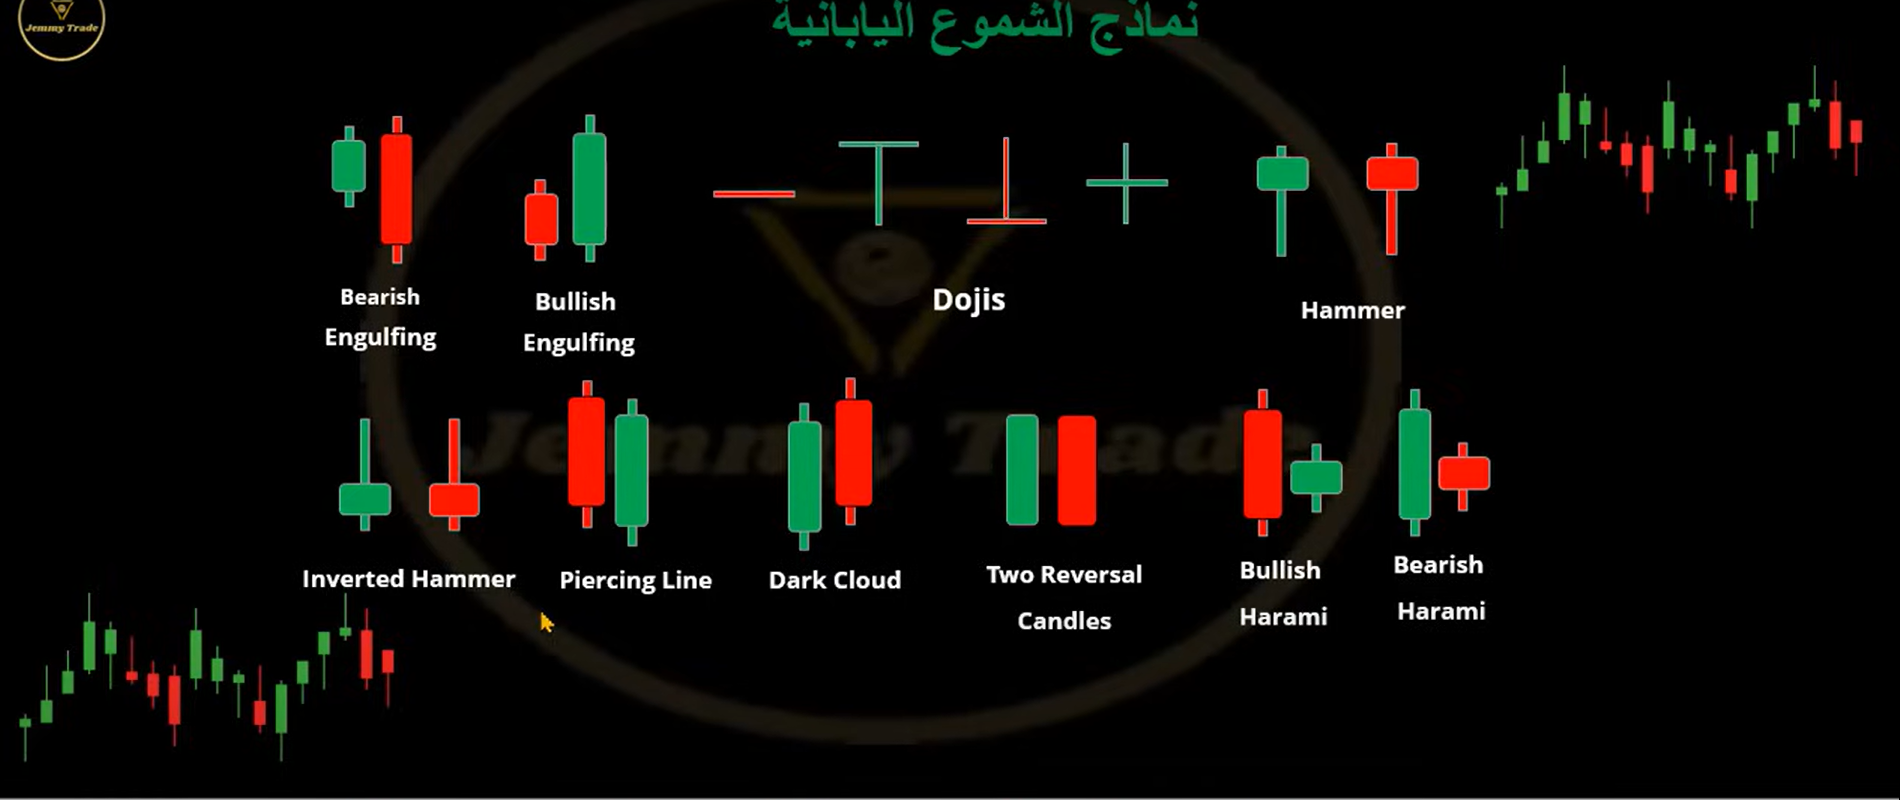 Jemmy Trade
نماذج الشموع اليابانية
Bearish
Engulfing
Bullish
Engulfing
Dojis
Hammer
Jemmy Trade
Inverted Hammer
Piercing Line
Dark Cloud
Two Reversal
Candles
Bullish
Harami
Bearish
Harami